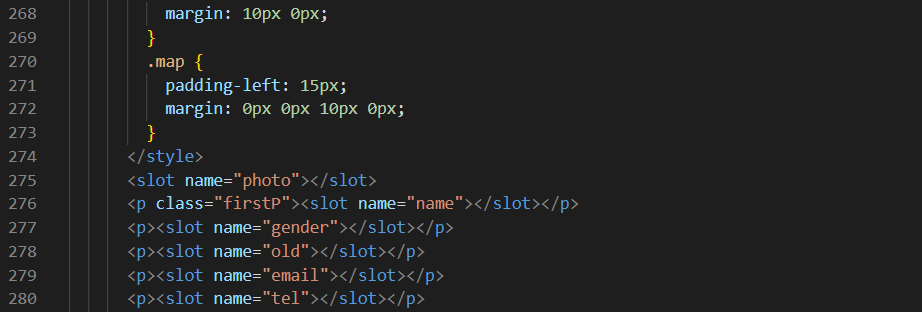 268 margin: 10px 0px;
269 }
270 .map {
271 padding-left: 15px;
272 margin: 0px 0px 10px 0px;
273 }
274 </style>
275 <slot name="photo"></slot>
276 <p class="firstP"><slot name="name"></slot></p>
277 <p><slot name="gender"></slot></p>
278 <p><slot name="old"></slot></p>
279 <p><slot name="email"></slot></p>
280 <p><slot name="tel"></slot></p>